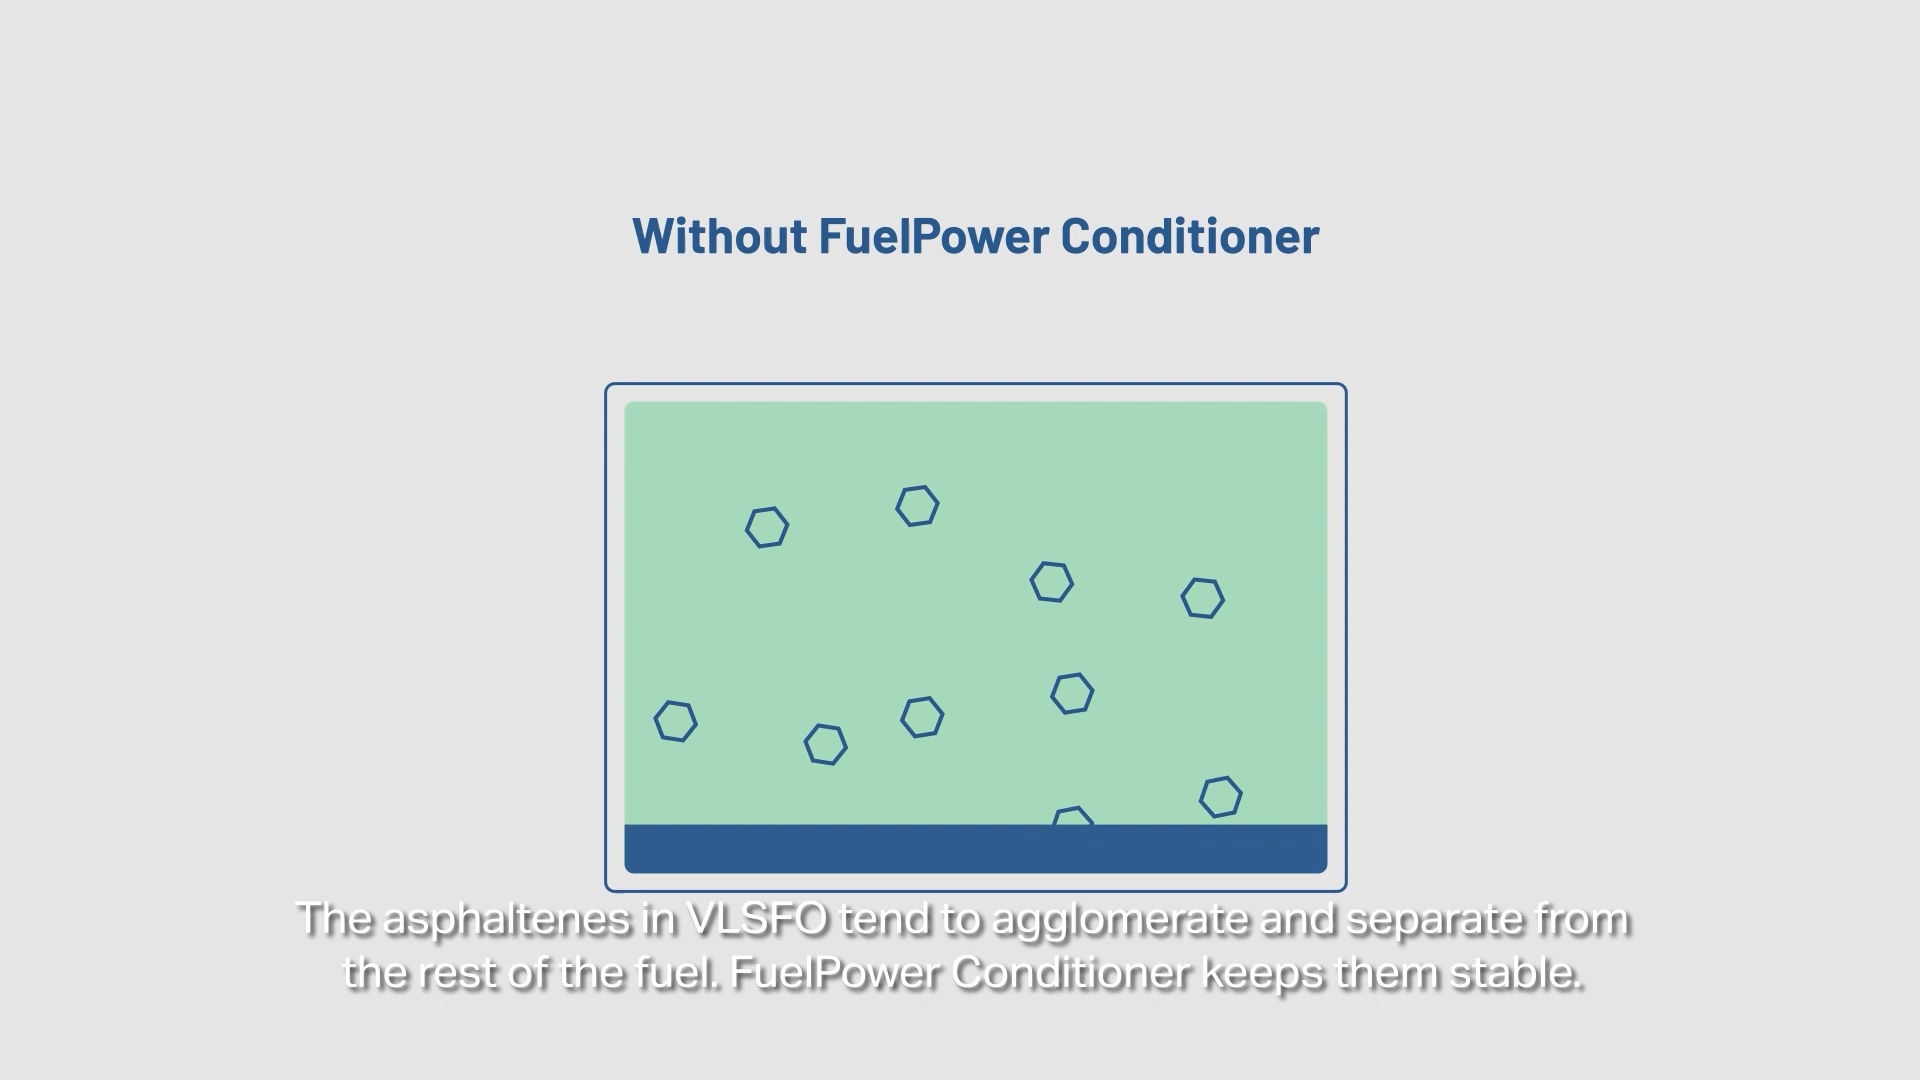 Without FuelPower Conditioner
The asphaltenes in VLSFO tend to agglomerate and separate from
the rest of the fuel. FuelPower Conditioner keeps them stable.